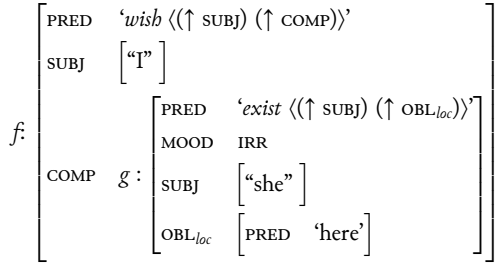 PRED ‘wish ⟨(↑ SUBJ) (↑ COMP)⟩’
SUBJ [“I”]
f: COMP g:
PRED ‘exist ⟨(↑ SUBJ) (↑ OBLloc)⟩’
MOOD IRR
SUBJ [“she”]
OBLloc [PRED ‘here’]